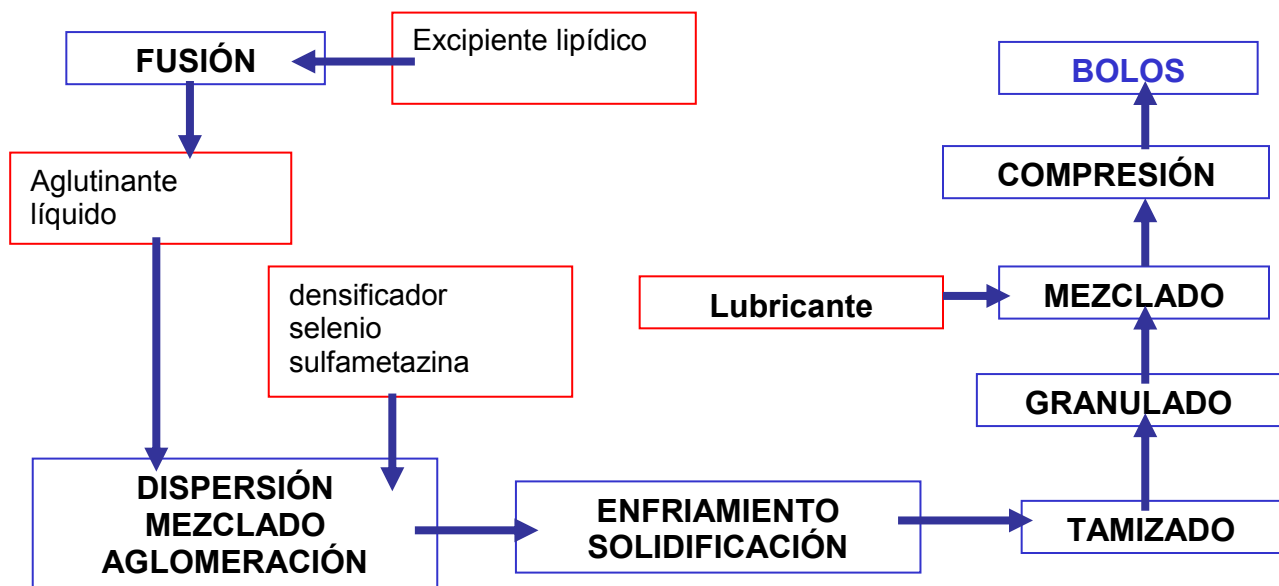 FUSIÓN
Excipiente lipídico
Aglutinante
líquido
densificador
selenio
sulfametazina
DISPERSIÓN
MEZCLADO
AGLOMERACIÓN
ENFRIAMIENTO
SOLIDIFICACIÓN
TAMIZADO
GRANULADO
Lubricante
MEZCLADO
COMPRESIÓN
BOLOS